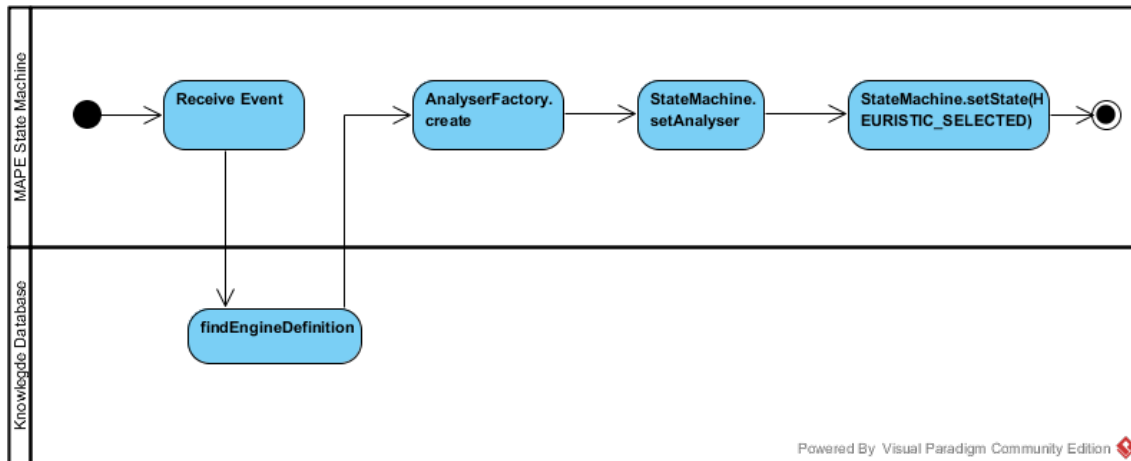 MAPE State Machine
Receive Event
AnalyserFactory.
create
StateMachine.
setAnalyser
StateMachine.setState(H
EURISTIC_SELECTED)
Knowlegde Database
findEngineDefinition
Powered By Visual Paradigm Community Edition